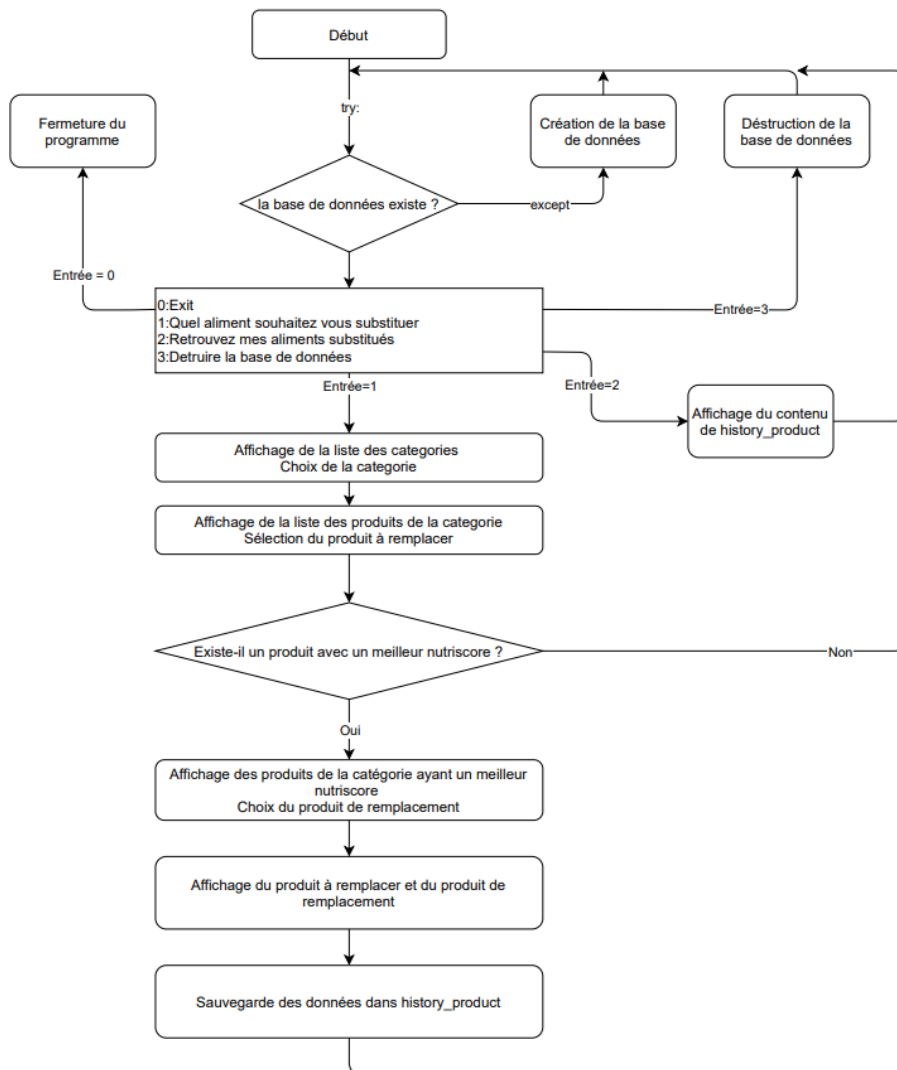 Début
try:
Fermeture du
programme
Création de la base
de données
Déstruction de la
base de données
la base de données existe ?
except
Entrée = 0
0:Exit
1:Quel aliment souhaitez vous substituer
2:Retrouvez mes aliments substitués
3:Detruire la base de données
Entrée=3
Entrée=1
Entrée=2
Affichage du contenu
de history_product
Affichage de la liste des categories
Choix de la categorie
Affichage de la liste des produits de la categorie
Sélection du produit à remplacer
Existe-il un produit avec un meilleur nutriscore ?
Non
Oui
Affichage des produits de la catégorie ayant un meilleur
nutriscore
Choix du produit de remplacement
Affichage du produit à remplacer et du produit de
remplacement
Sauvegarde des données dans history_product